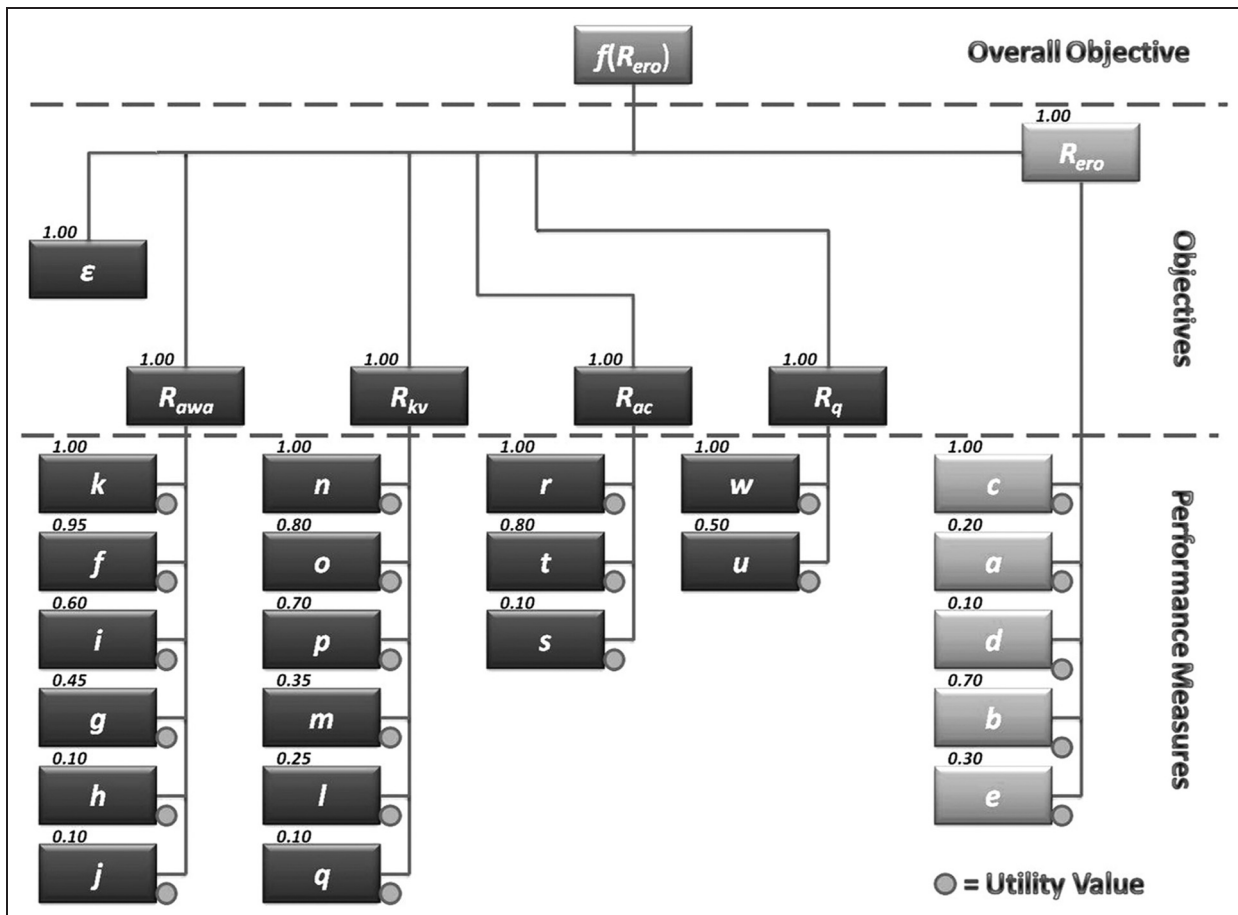 f(Rero)
Overall Objective
1.00
Rero
1.00
ε
Objectives
1.00
Rawa
1.00
Rkv
1.00
Rac
1.00
Rq
1.00
k
0.95
f
0.60
i
0.45
g
0.10
h
0.10
j
1.00
n
0.80
o
0.70
p
0.35
m
0.25
l
0.10
q
1.00
r
0.80
t
0.10
s
1.00
w
0.50
u
1.00
c
0.20
a
0.10
d
0.70
b
0.30
e
Performance Measures
= Utility Value